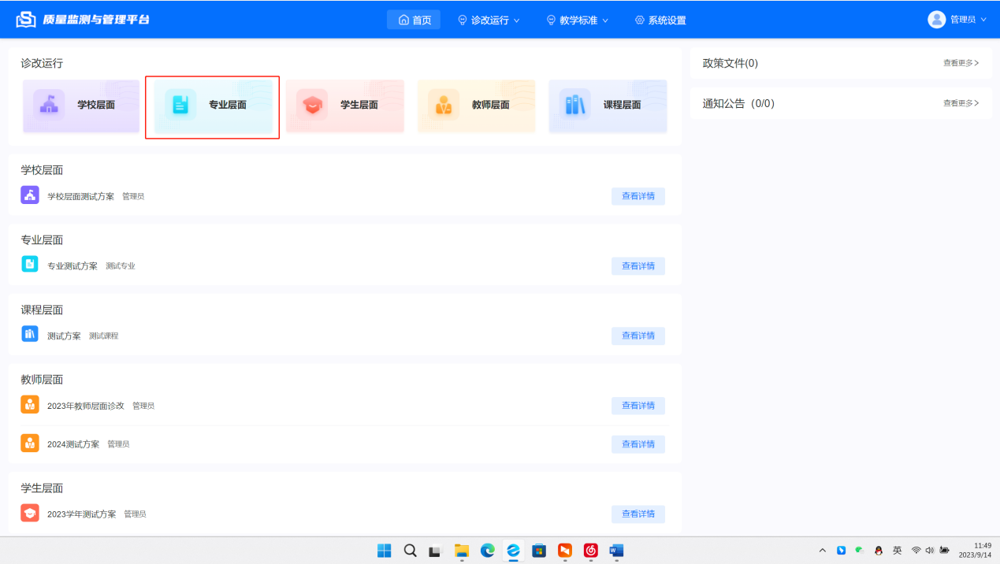 质量监测与管理平台 首页 诊改运行 教学标准 系统设置 管理员
诊改运行
学校层面 专业层面 学生层面 教师层面 课程层面
政策文件(0) 查看更多>
通知公告（0/0） 查看更多>
学校层面
学校层面测试方案 管理员 查看详情
专业层面
专业测试方案 测试专业 查看详情
课程层面
测试方案 测试课程 查看详情
教师层面
2023年教师层面诊改 管理员 查看详情
2024测试方案 管理员 查看详情
学生层面
2023学年测试方案 管理员 查看详情
英 11:49
2023/9/14